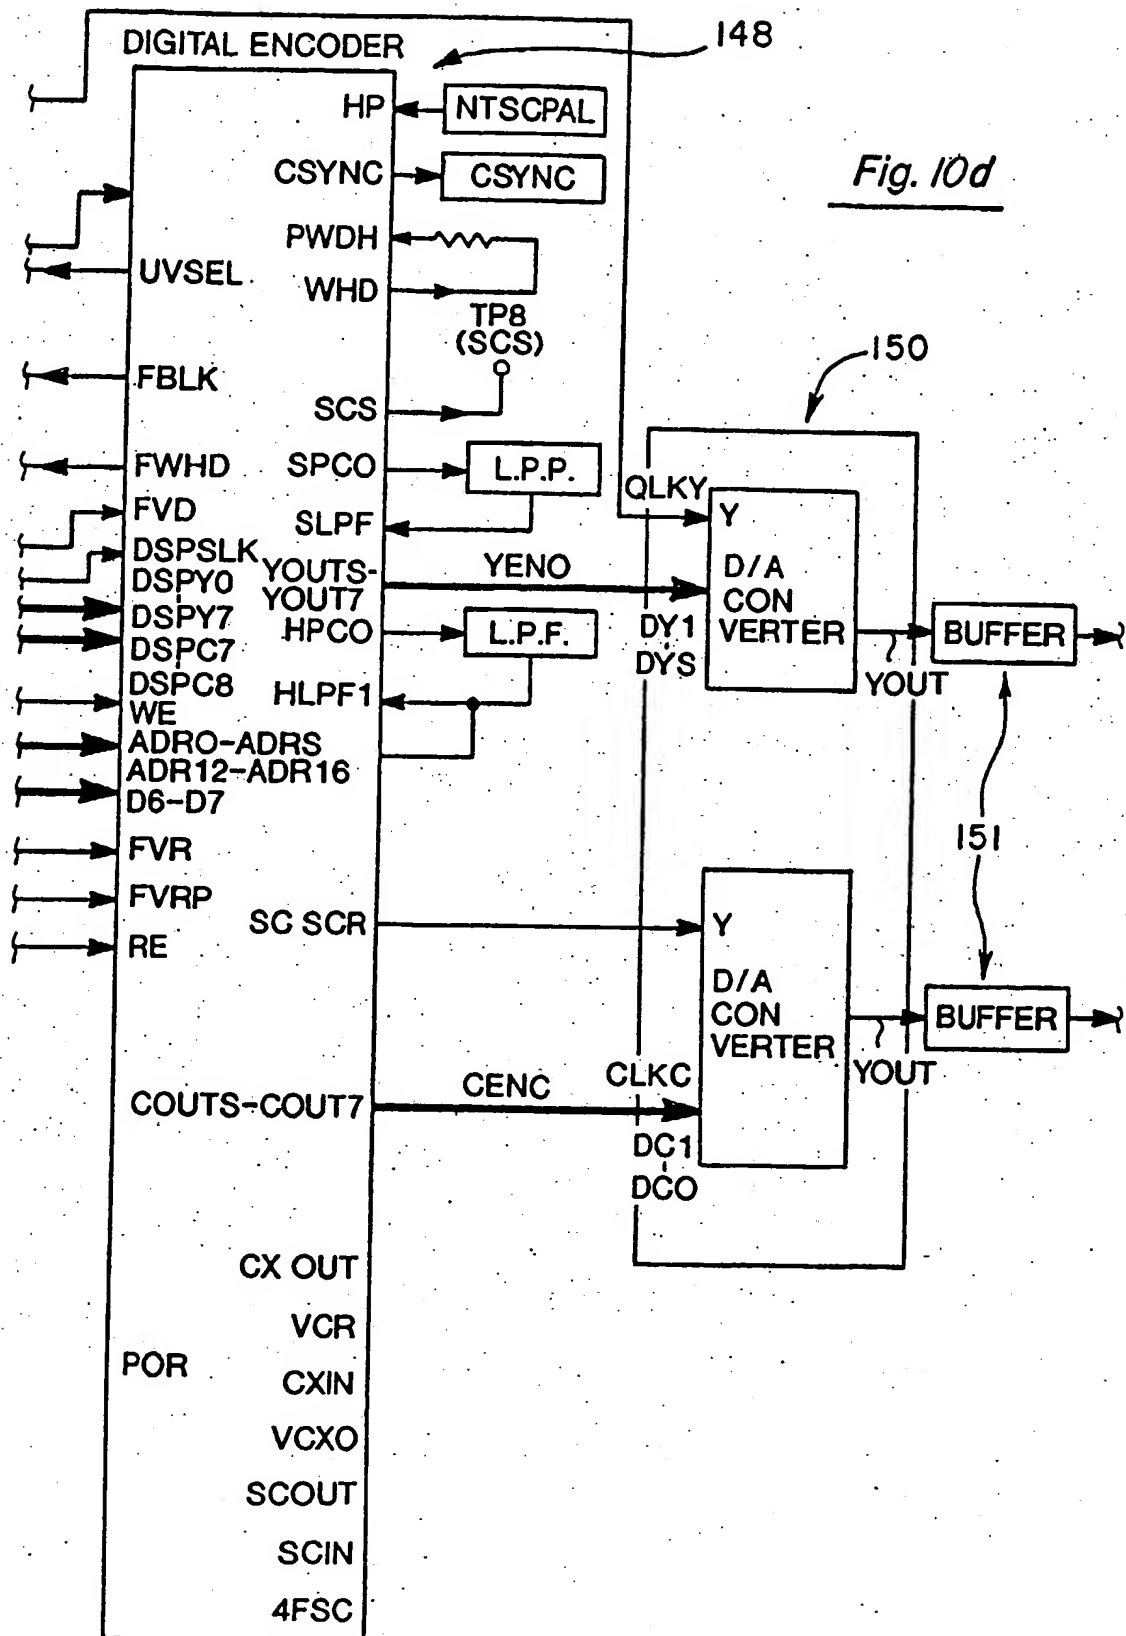 DIGITAL ENCODER
148
HP
NTSCPAL
CSYNC
CSYNC
Fig. 10d
PWDH
UVSEL
WHD
TP8
(SCS)
150
FBLK
SCS
FWHD
SPCO
L.P.P.
QLKY
FVD
SLPF
Y
DSPSLK
YOUTS-
YENO
D/A
DSPY0
YOUT7
CON
DSPY7
HPCO
L.P.F.
DY1
VERTER
BUFFER
DSPC7
DYS
YOUT
DSPC8
HLPF1
WE
ADRO-ADRS
ADR12-ADR16
D6-D7
151
FVR
FVRP
SC SCR
Y
RE
D/A
CON
BUFFER
VERTER
YOUT
CENC
CLKC
COUTS-COUT7
DC1
DCO
CX OUT
VCR
POR
CXIN
VCXO
SCOUT
SCIN
4FSC